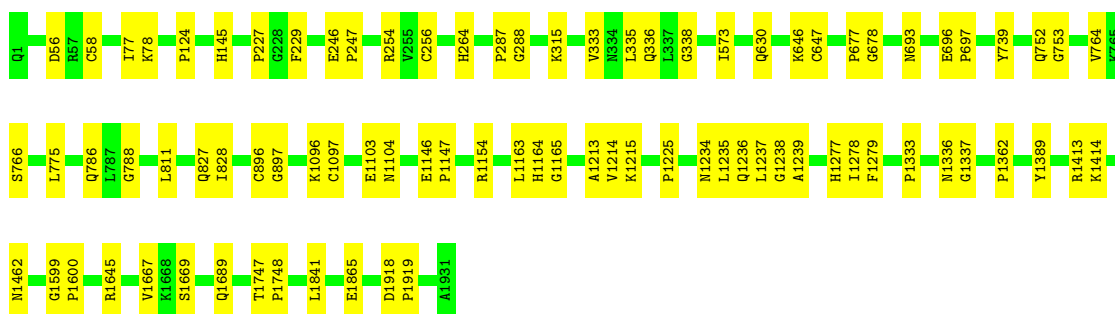 Q1 D56 R57 C58 I77 K78 P124 H145 P227 G228 F229 E246 P247 R254 V255 C256 H264 P287 G288 K315 V333 N334 L335 Q336 L337 G338 I573 Q630 K646 C647 P677 G678 N693 E696 P697 Y739 Q752 G753 V764 K765
S766 L775 Q786 L787 G788 L811 Q827 I828 C896 G897 K1096 C1097 E1103 N1104 E1146 P1147 R1154 L1163 H1164 G1165 A1213 V1214 K1215 P1225 N1234 L1235 Q1236 L1237 G1238 A1239 H1277 I1278 F1279 P1333 N1336 G1337 P1362 Y1389 R1413 K1414
N1462 G1599 P1600 R1645 V1667 K1668 S1669 Q1689 T1747 P1748 L1841 E1865 D1918 P1919 A1931